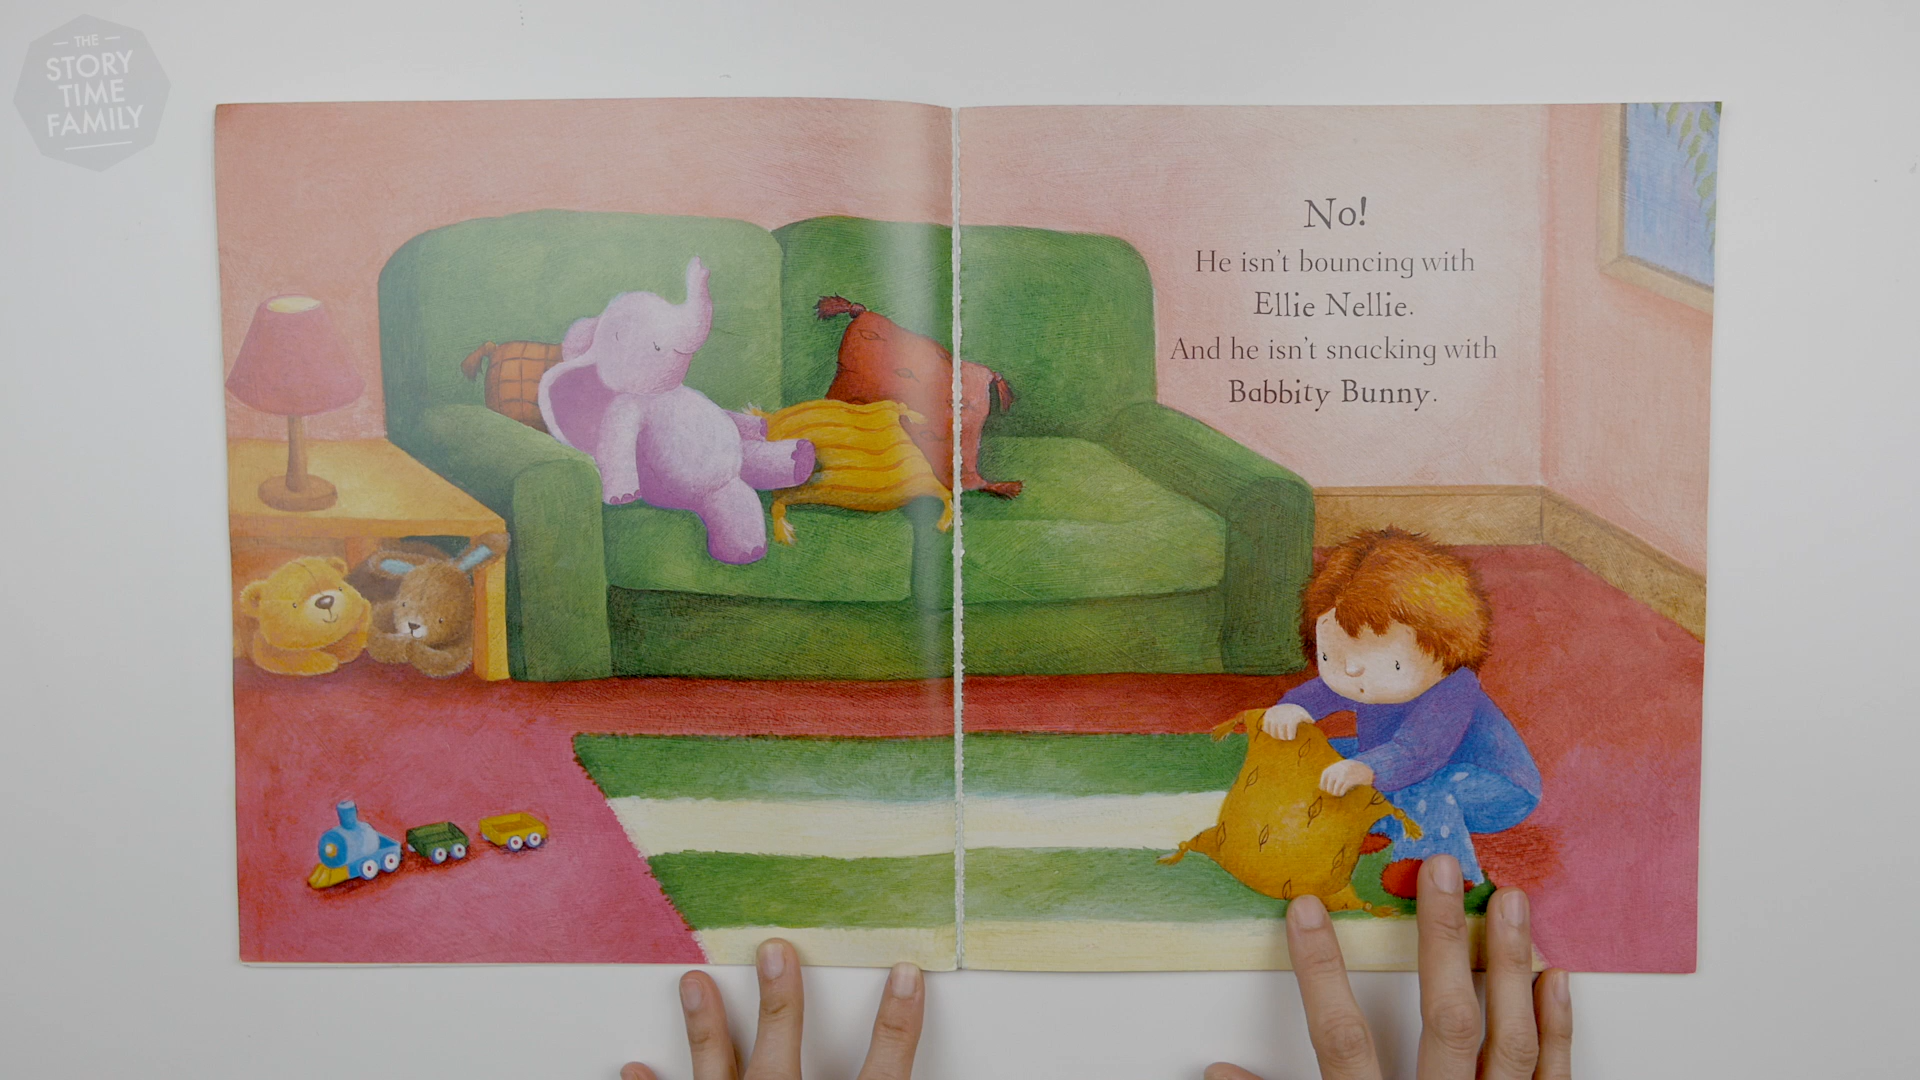 THE
STORY
TIME
FAMILY
No!
He isn't bouncing with
Ellie Nellie.
And he isn't snacking with
Babbity Bunny.